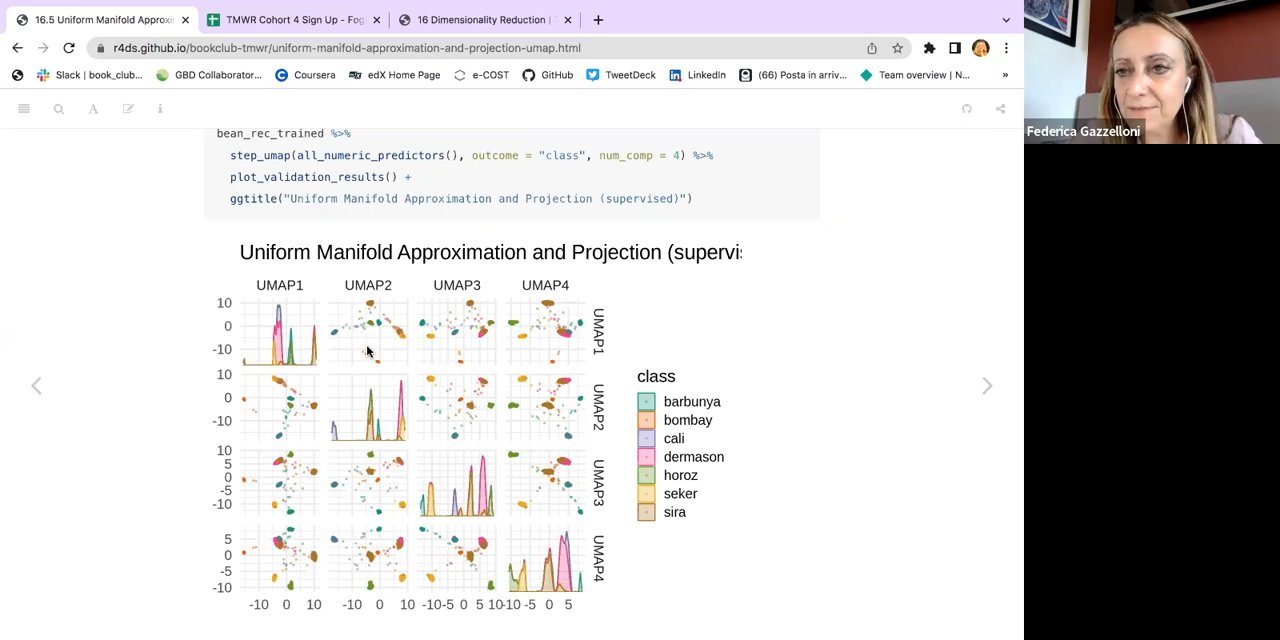 16.5 Uniform Manifold Approxi
TMWR Cohort 4 Sign Up - Fog
16 Dimensionality Reduction |
r4ds.github.io/bookclub-tmwr/uniform-manifold-approximation-and-projection-umap.html
Slack | book_club...
GBD Collaborator...
Coursera
edX Home Page
e-COST
GitHub
TweetDeck
LinkedIn
(66) Posta in arriv...
Team overview | N...
»
Federica Gazzelloni
bean_rec_trained %>%
step_umap(all_numeric_predictors(), outcome = "class", num_comp = 4) %>%
plot_validation_results() +
ggtitle("Uniform Manifold Approximation and Projection (supervised)")
Uniform Manifold Approximation and Projection (supervi
UMAP1 UMAP2 UMAP3 UMAP4
10
0
-10
UMAP1
10
0
-10
UMAP2
10
5
0
-5
-10
UMAP3
5
0
-5
-10
UMAP4
-10 0 10 -10 0 10 -10 -5 0 5 10 -10 -5 0 5
class
barbunya
bombay
cali
dermason
horoz
seker
sira